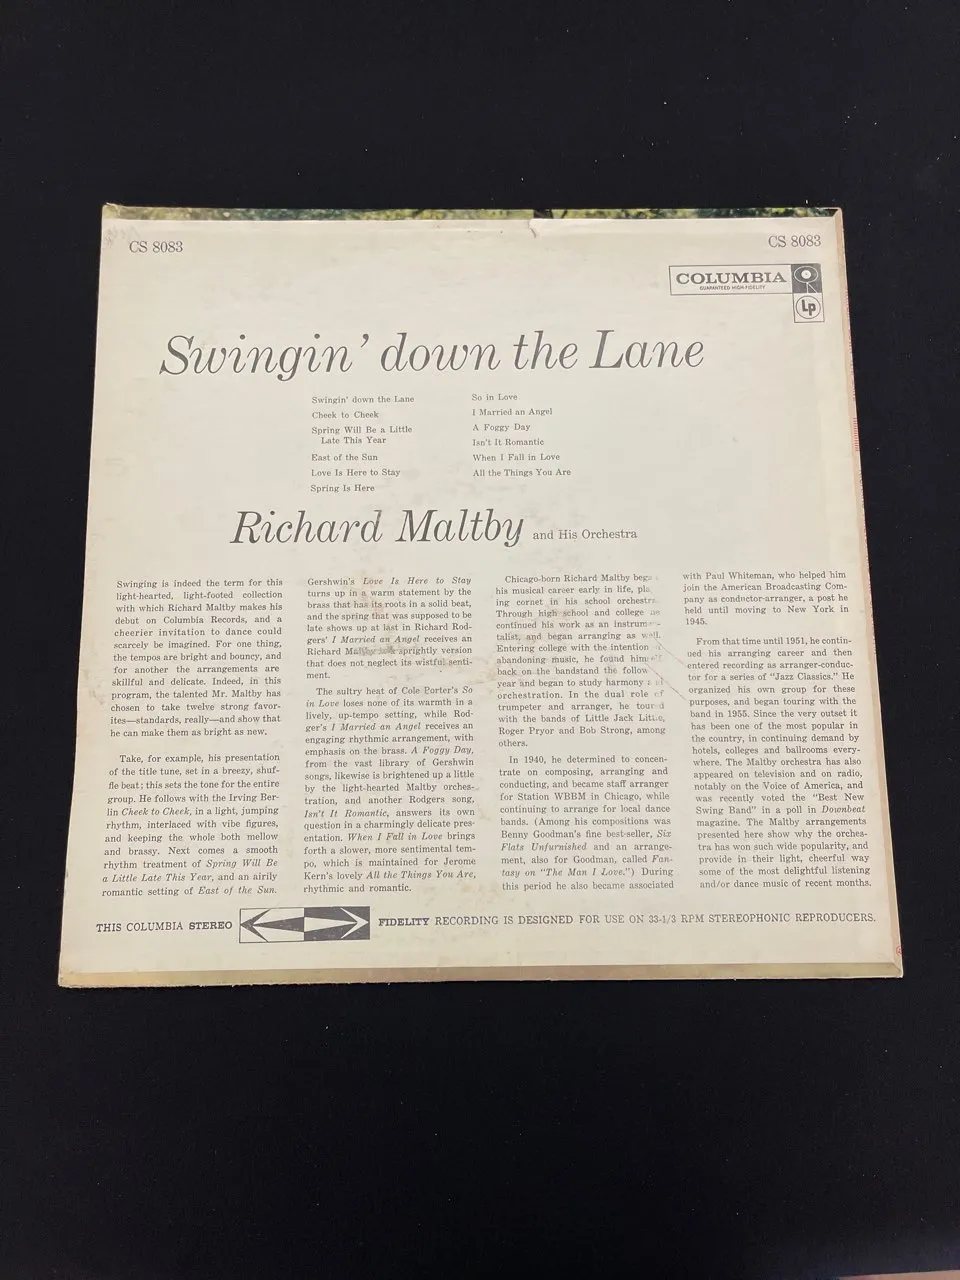 CS 8083
CS 8083
COLUMBIA
GUARANTEED HIGH-FIDELITY
Lp
Swingin' down the Lane
Swingin' down the Lane
Cheek to Cheek
Spring Will Be a Little
Late This Year
East of the Sun
Love Is Here to Stay
Spring Is Here
So in Love
I Married an Angel
A Foggy Day
Isn't It Romantic
When I Fall in Love
All the Things You Are
Richard Maltby and His Orchestra
Swinging is indeed the term for this
light-hearted, light-footed collection
with which Richard Maltby makes his
debut on Columbia Records, and a
cheerier invitation to dance could
scarcely be imagined. For one thing,
the tempos are bright and bouncy, and
for another the arrangements are
skillful and delicate. Indeed, in this
program, the talented Mr. Maltby has
chosen to take twelve strong favor-
ites—standards, really—and show that
he can make them as bright as new.
Take, for example, his presentation
of the title tune, set in a breezy, shuf-
fle beat; this sets the tone for the entire
group. He follows with the Irving Ber-
lin Cheek to Cheek, in a light, jumping
rhythm, interlaced with vibe figures,
and keeping the whole both mellow
and brassy. Next comes a smooth
rhythm treatment of Spring Will Be
a Little Late This Year, and an airily
romantic setting of East of the Sun.
Gershwin's Love Is Here to Stay
turns up in a warm statement by the
brass that has its roots in a solid beat,
and the spring that was supposed to be
late shows up at last in Richard Rod-
gers' I Married an Angel receives an
Richard sprightly version
that does not neglect its wistful senti-
ment.
The sultry heat of Cole Porter's So
in Love loses none of its warmth in a
lively, up-tempo setting, while Rod-
ger's I Married an Angel receives an
engaging rhythmic arrangement, with
emphasis on the brass. A Foggy Day,
from the vast library of Gershwin
songs, likewise is brightened up a little
by the light-hearted Maltby orches-
tration, and another Rodgers song,
Isn't It Romantic, answers its own
question in a charmingly delicate pres-
entation. When I Fall in Love brings
forth a slower, more sentimental tem-
po, which is maintained for Jerome
Kern's lovely All the Things You Are,
rhythmic and romantic.
Chicago-born Richard Maltby
his musical career early in life,
ing cornet in his school
Through high school and college
continued his work as an
talist, and began arranging as well.
Entering college with the intention
abandoning music, he found
back on the bandstand the
year and began to study harmony
orchestration. In the dual role of
trumpeter and arranger, he toured
with the bands of Little Jack Little,
Roger Pryor and Bob Strong, among
others.
In 1940, he determined to concen-
trate on composing, arranging and
conducting, and became staff arranger
for Station WBBM in Chicago, while
continuing to arrange for local dance
bands. (Among his compositions was
Benny Goodman's fine best-seller, Six
Flats Unfurnished and an arrange-
ment, also for Goodman, called Fan-
tasy on "The Man I Love.") During
this period he also became associated
with Paul Whiteman, who helped him
join the American Broadcasting Com-
pany as conductor-arranger, a post he
held until moving to New York in
1945.
From that time until 1951, he contin-
ued his arranging career and then
entered recording as arranger-conduc-
tor for a series of "Jazz Classics." He
organized his own group for these
purposes, and began touring with the
band in 1955. Since the very outset it
has been one of the most popular in
the country, in continuing demand by
hotels, colleges and ballrooms every-
where. The Maltby orchestra has also
appeared on television and on radio,
notably on the Voice of America, and
was recently voted the "Best New
Swing Band" in a poll in Downbeat
magazine. The Maltby arrangements
presented here show why the orches-
tra has won such wide popularity, and
provide in their light, cheerful way
some of the most delightful listening
and/or dance music of recent months.
THIS COLUMBIA STEREO FIDELITY RECORDING IS DESIGNED FOR USE ON 33-1/3 RPM STEREOPHONIC REPRODUCERS.